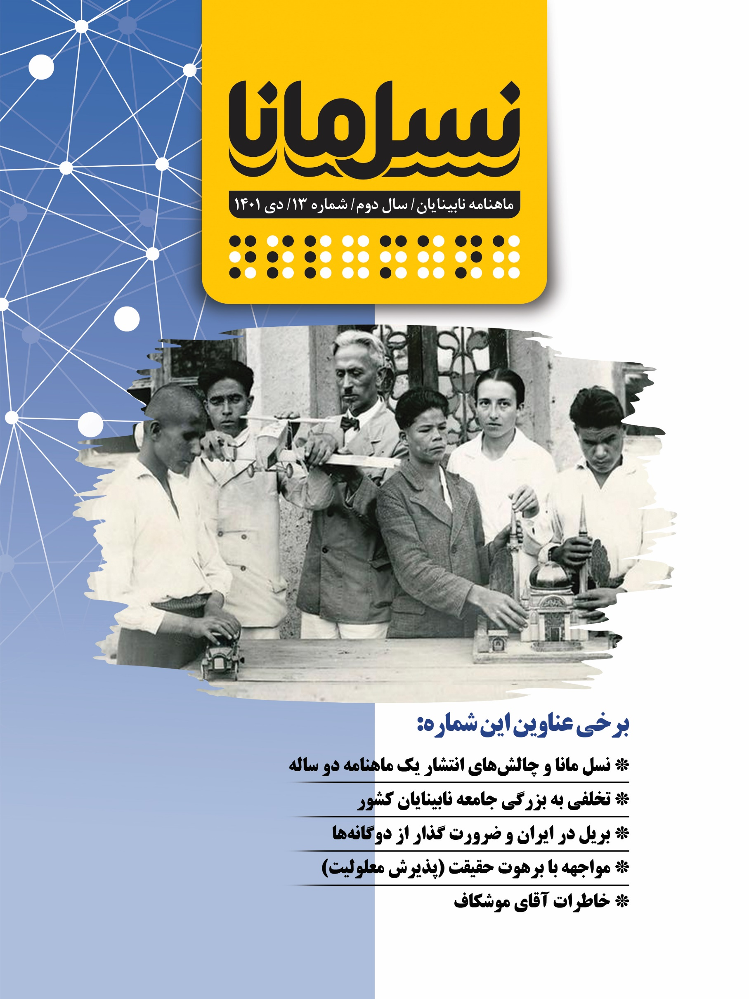 نسل مانا
ماهنامه نابینایان/ سال دوم/ شماره ۱۳/ دی ۱۴۰۱
⠝⠎⠇⠀⠍⠁⠝⠁
برخی عناوین این شماره:
❊ نسل مانا و چالش‌های انتشار یک ماهنامه دو ساله
❊ تخلفی به بزرگی جامعه نابینایان کشور
❊ بریل در ایران و ضرورت گذار از دوگانه‌ها
❊ مواجهه با برهوت حقیقت (پذیرش معلولیت)
❊ خاطرات آقای موشکاف